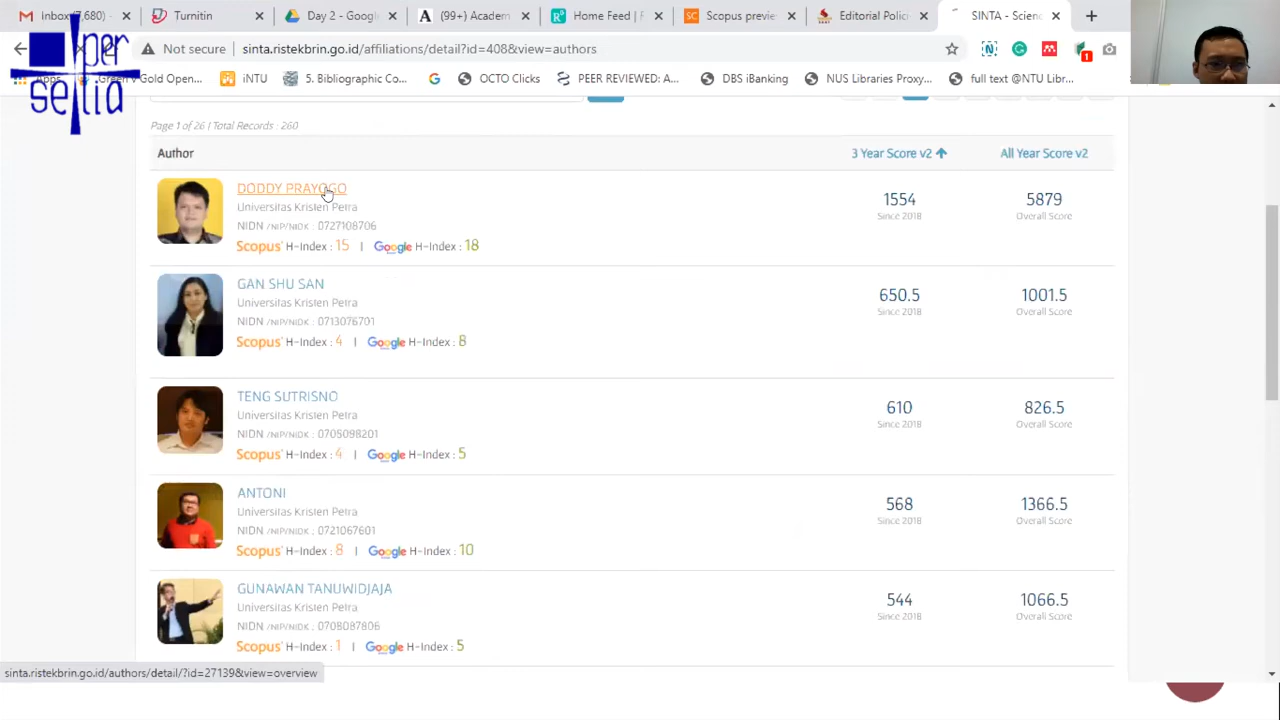 Inbox (7,680)
Turnitin
Day 2 - Google
(99+) Academ
Home Feed | F
Scopus previe
Editorial Polici
SINTA - Scienc
Not secure
sinta.ristekbrin.go.id/affiliations/detail?id=408&view=authors
Apps
Gold Open...
iNTU
5. Bibliographic Co...
OCTO Clicks
PEER REVIEWED: A...
DBS iBanking
NUS Libraries Proxy...
full text @NTU Libr...
per
setia
Page 1 of 26 | Total Records : 260
Author
3 Year Score v2
All Year Score v2
DODDY PRAYOGO
Universitas Kristen Petra
NIDN /NIP/NIDK : 0727108706
Scopus H-Index : 15 | Google H-Index : 18
1554
Since 2018
5879
Overall Score
GAN SHU SAN
Universitas Kristen Petra
NIDN /NIP/NIDK : 0713076701
Scopus H-Index : 4 | Google H-Index : 8
650.5
Since 2018
1001.5
Overall Score
TENG SUTRISNO
Universitas Kristen Petra
NIDN /NIP/NIDK : 0705098201
Scopus H-Index : 4 | Google H-Index : 5
610
Since 2018
826.5
Overall Score
ANTONI
Universitas Kristen Petra
NIDN /NIP/NIDK : 0721067601
Scopus H-Index : 8 | Google H-Index : 10
568
Since 2018
1366.5
Overall Score
GUNAWAN TANUWIDJAJA
Universitas Kristen Petra
NIDN /NIP/NIDK : 0708087806
Scopus H-Index : 1 | Google H-Index : 5
544
Since 2018
1066.5
Overall Score
sinta.ristekbrin.go.id/authors/detail/?id=27139&view=overview